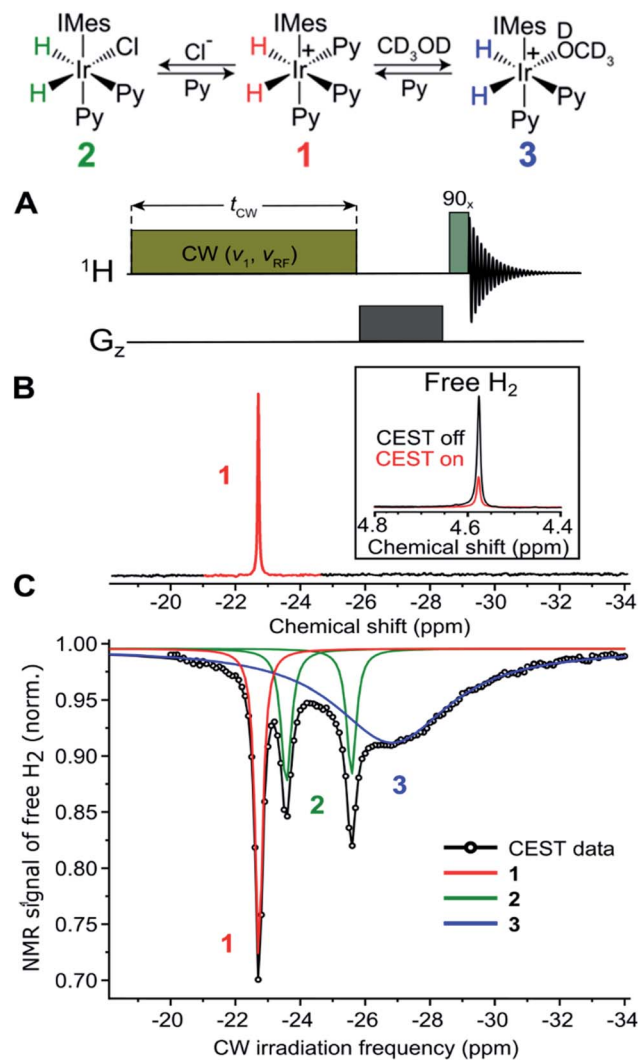 IMes
H
Cl
Ir
H
Py
Py
2
Cl⁻
Py
IMes
H
+
Py
Ir
H
Py
Py
1
CD₃OD
Py
IMes
D
H
+
OCD₃
Ir
H
Py
Py
3
A
t_CW
90ₓ
¹H
CW (ν₁, ν_RF)
G_z
B
1
Free H₂
CEST off
CEST on
4.8 4.6 4.4
Chemical shift (ppm)
-20 -22 -24 -26 -28 -30 -32 -34
Chemical shift (ppm)
C
NMR signal of free H₂ (norm.)
1.00
0.95
0.90
0.85
0.80
0.75
0.70
1
2
3
CEST data
1
2
3
-20 -22 -24 -26 -28 -30 -32 -34
CW irradiation frequency (ppm)